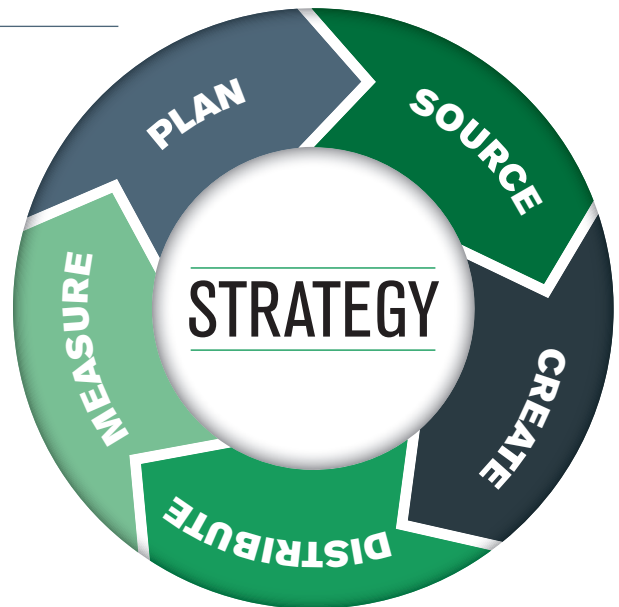 PLAN
SOURCE
CREATE
DISTRIBUTE
MEASURE
STRATEGY